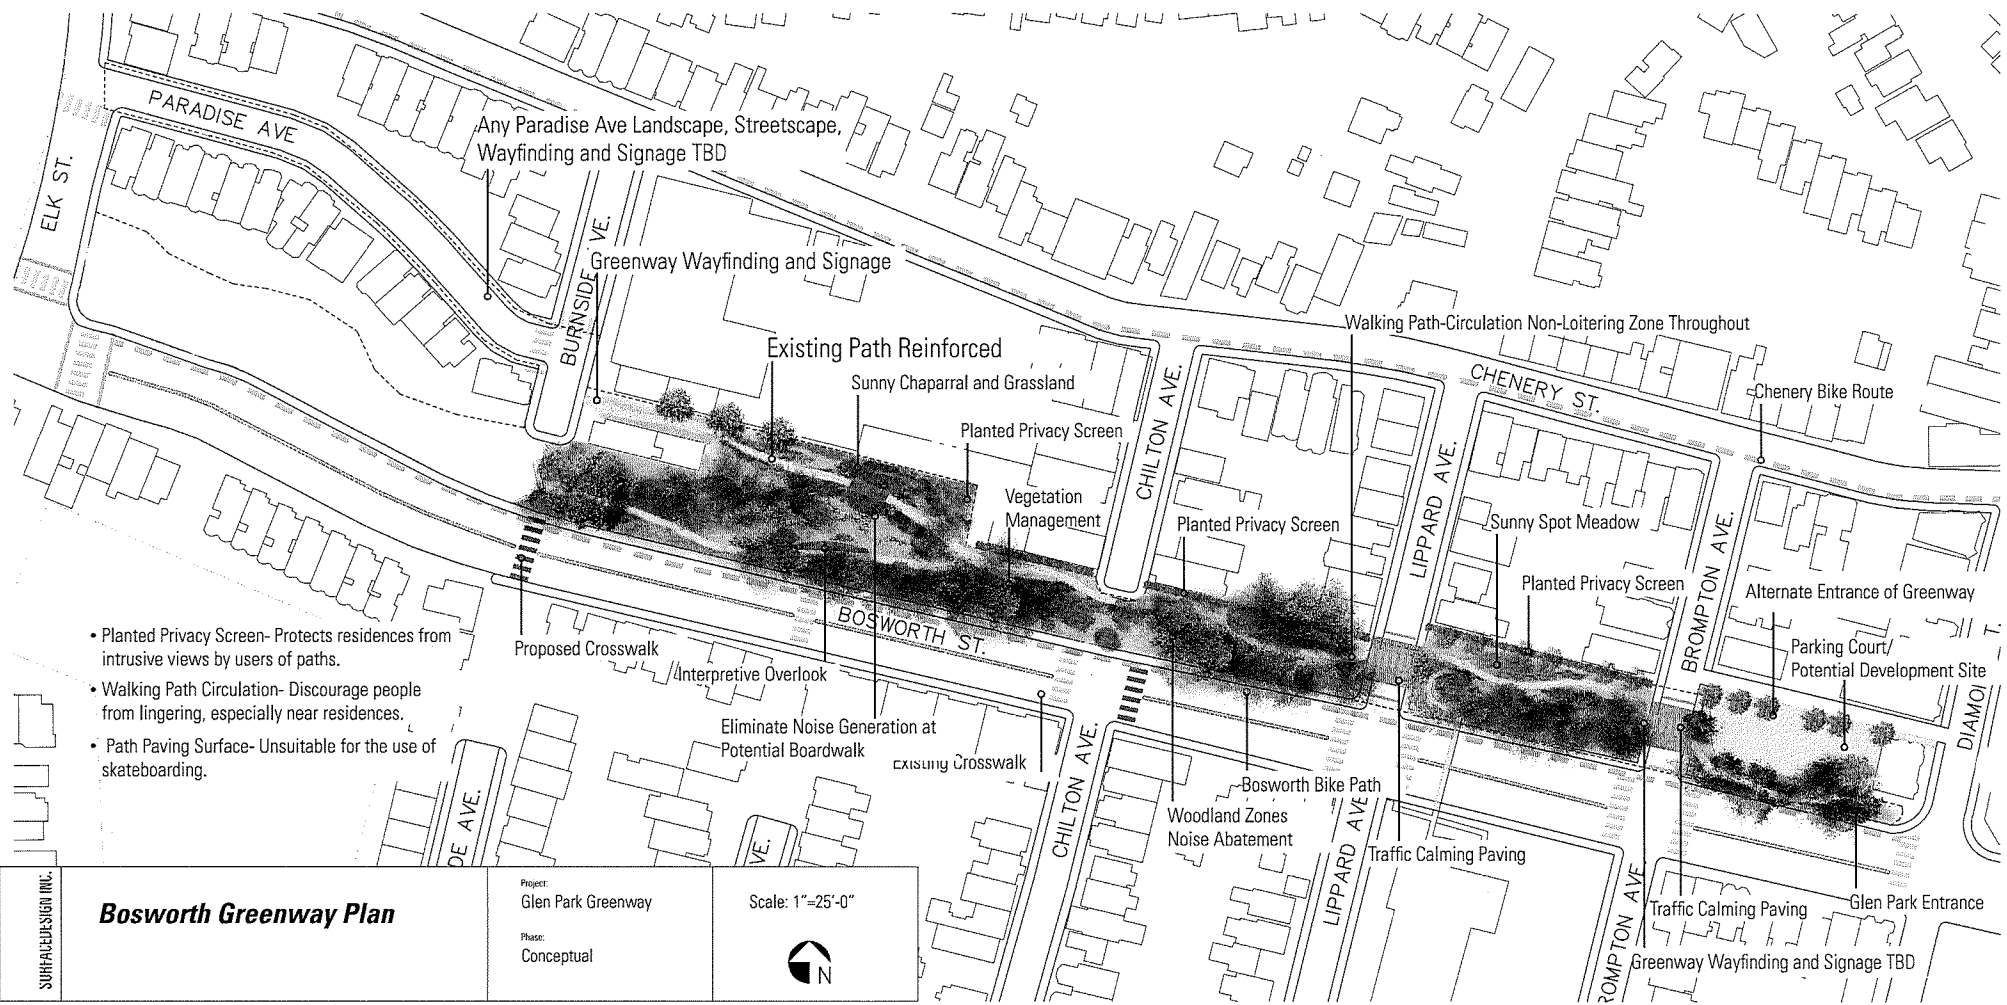 PARADISE AVE
ELK ST.
Any Paradise Ave Landscape, Streetscape,
Wayfinding and Signage TBD
BURNSIDE VE.
Greenway Wayfinding and Signage
Existing Path Reinforced
Sunny Chaparral and Grassland
Planted Privacy Screen
Vegetation
Management
CHILTON AVE.
Planted Privacy Screen
Walking Path-Circulation Non-Loitering Zone Throughout
CHENERY ST.
Chenery Bike Route
LIPPARD AVE.
Sunny Spot Meadow
Planted Privacy Screen
BROMPTON AVE.
Alternate Entrance of Greenway
Parking Court/
Potential Development Site
DIAMO
T.
Proposed Crosswalk
BOSWORTH ST.
Interpretive Overlook
Eliminate Noise Generation at
Potential Boardwalk
Existing Crosswalk
CHILTON AVE.
Woodland Zones
Noise Abatement
Bosworth Bike Path
LIPPARD AVE
Traffic Calming Paving
Traffic Calming Paving
Glen Park Entrance
ROMPTON AVE
Greenway Wayfinding and Signage TBD
• Planted Privacy Screen- Protects residences from
intrusive views by users of paths.
• Walking Path Circulation- Discourage people
from lingering, especially near residences.
• Path Paving Surface- Unsuitable for the use of
skateboarding.
DE AVE.
VE.
SURFACEDESIGN INC.
Bosworth Greenway Plan
Project:
Glen Park Greenway
Phase:
Conceptual
Scale: 1"=25'-0"
N